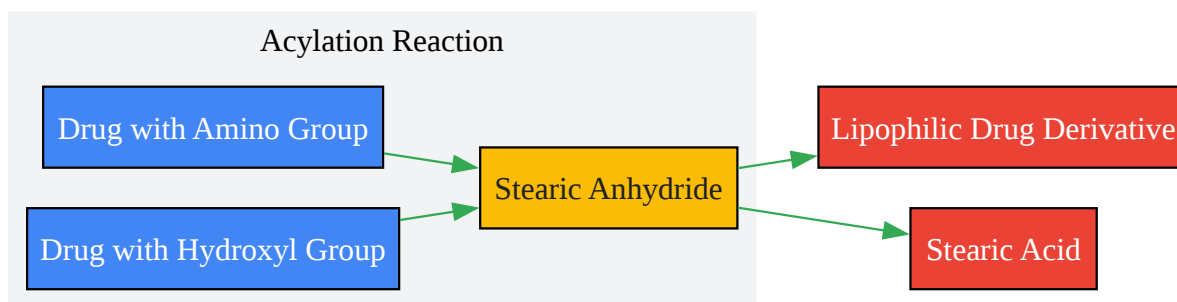 Acylation Reaction
Drug with Amino Group
Lipophilic Drug Derivative
Stearic Anhydride
Drug with Hydroxyl Group
Stearic Acid